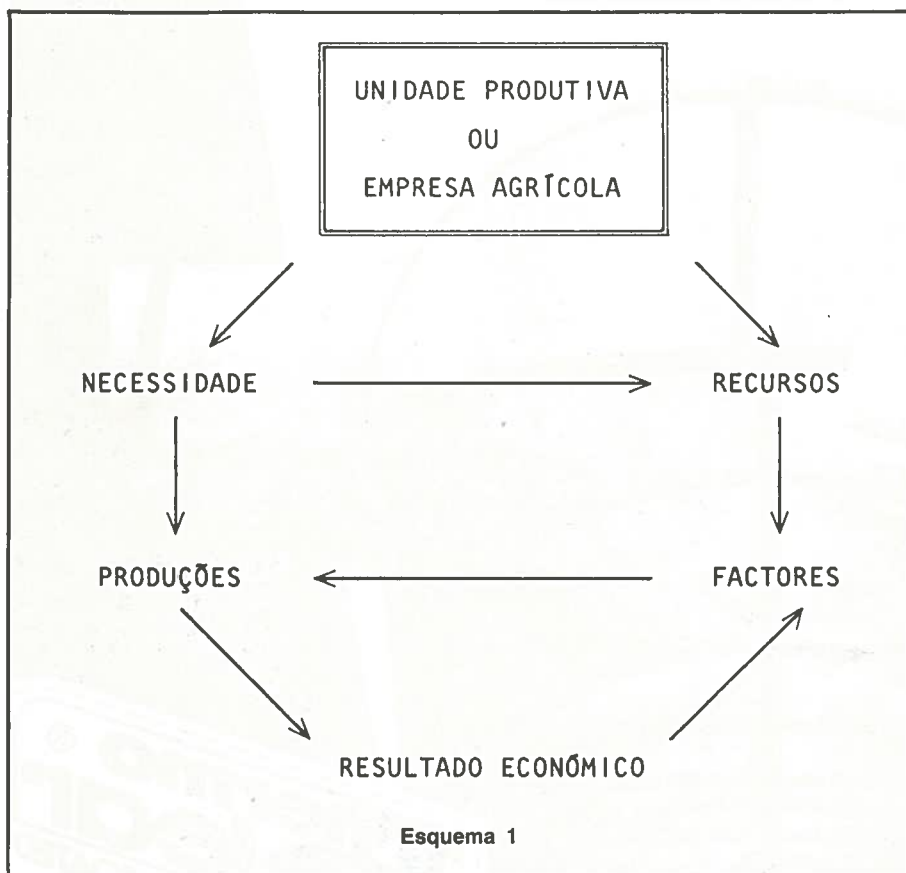 UNIDADE PRODUTIVA
OU
EMPRESA AGRÍCOLA
NECESSIDADE
RECURSOS
PRODUÇÕES
FACTORES
RESULTADO ECONÓMICO
Esquema 1